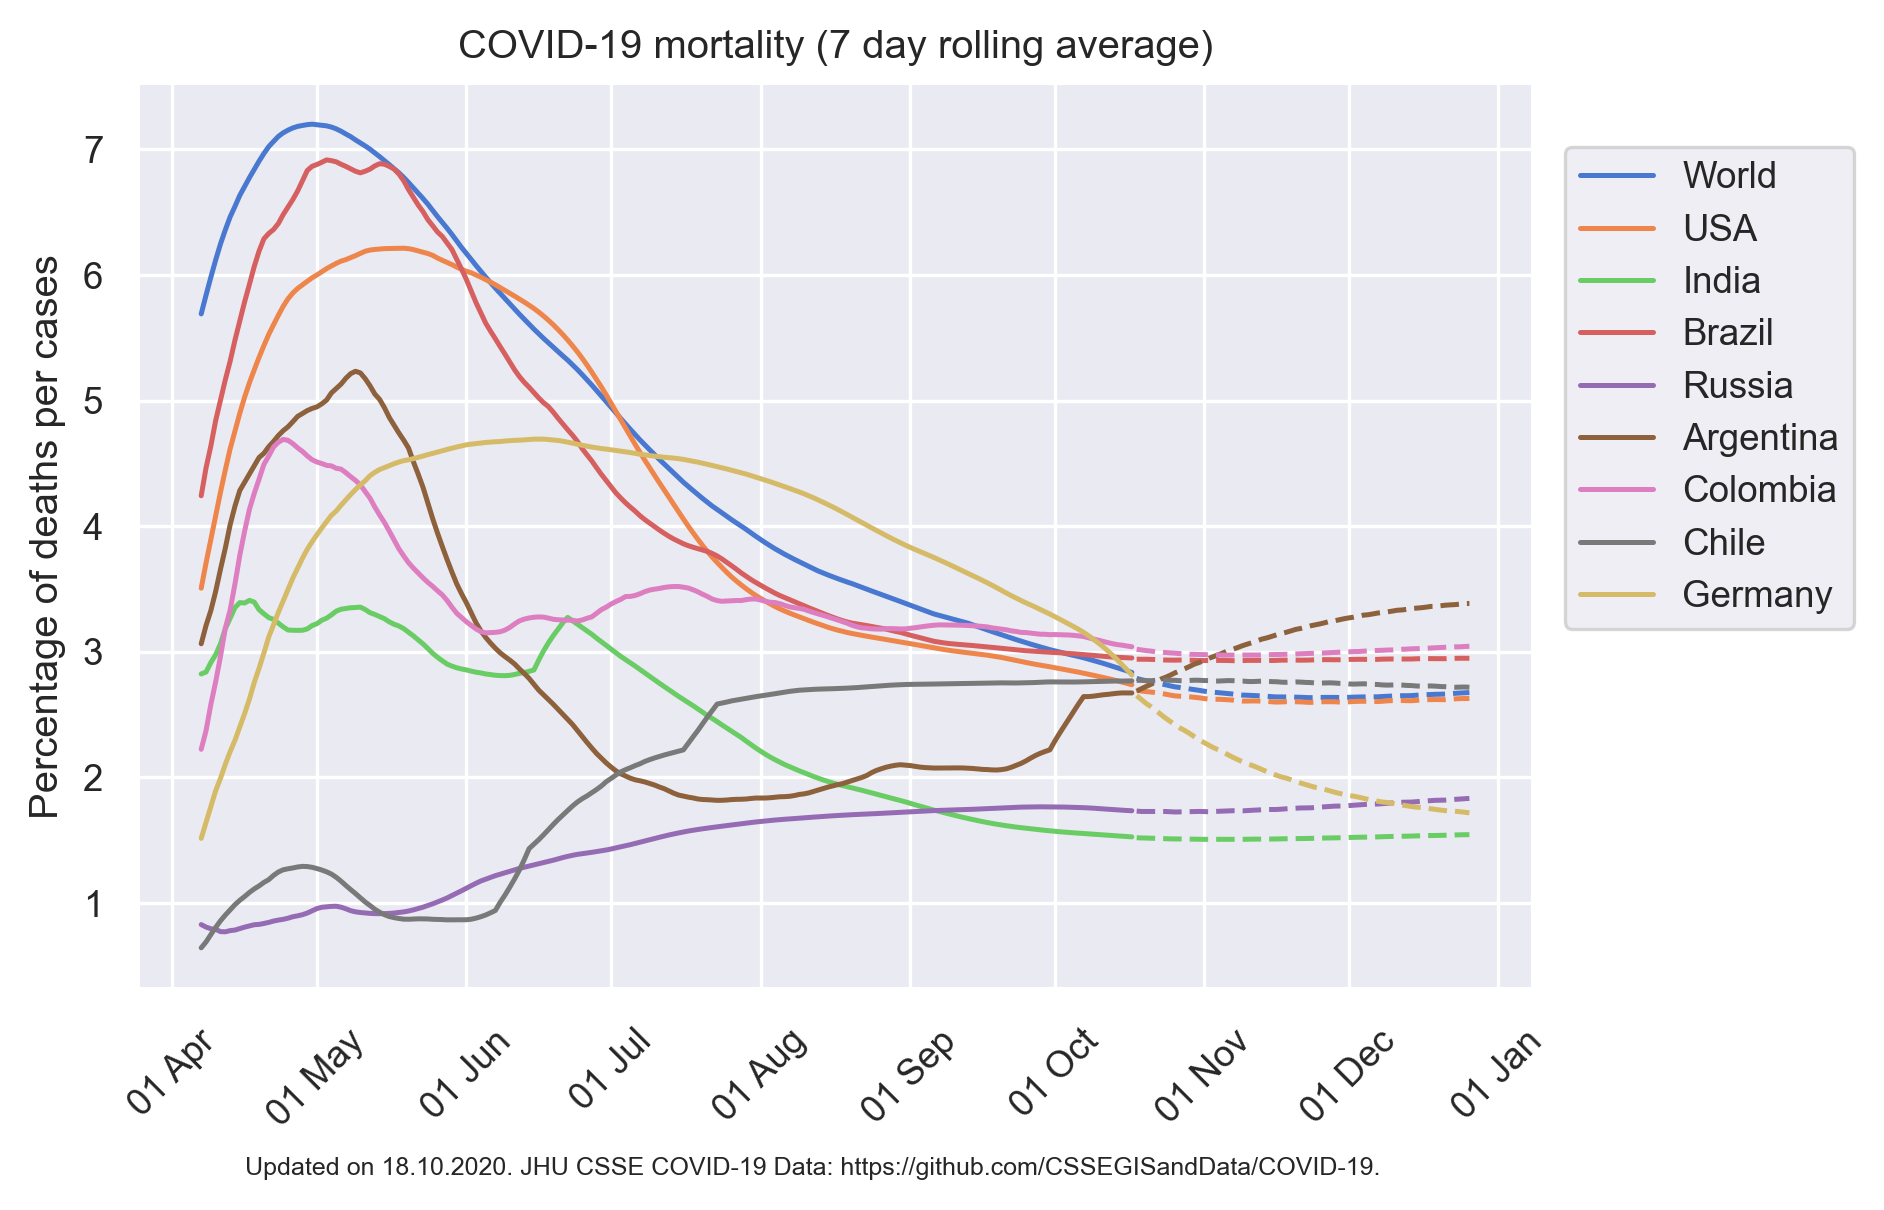 COVID-19 mortality (7 day rolling average)
Percentage of deaths per cases
7
6
5
4
3
2
1
01 Apr
01 May
01 Jun
01 Jul
01 Aug
01 Sep
01 Oct
01 Nov
01 Dec
01 Jan
World
USA
India
Brazil
Russia
Argentina
Colombia
Chile
Germany
Updated on 18.10.2020. JHU CSSE COVID-19 Data: https://github.com/CSSEGISandData/COVID-19.